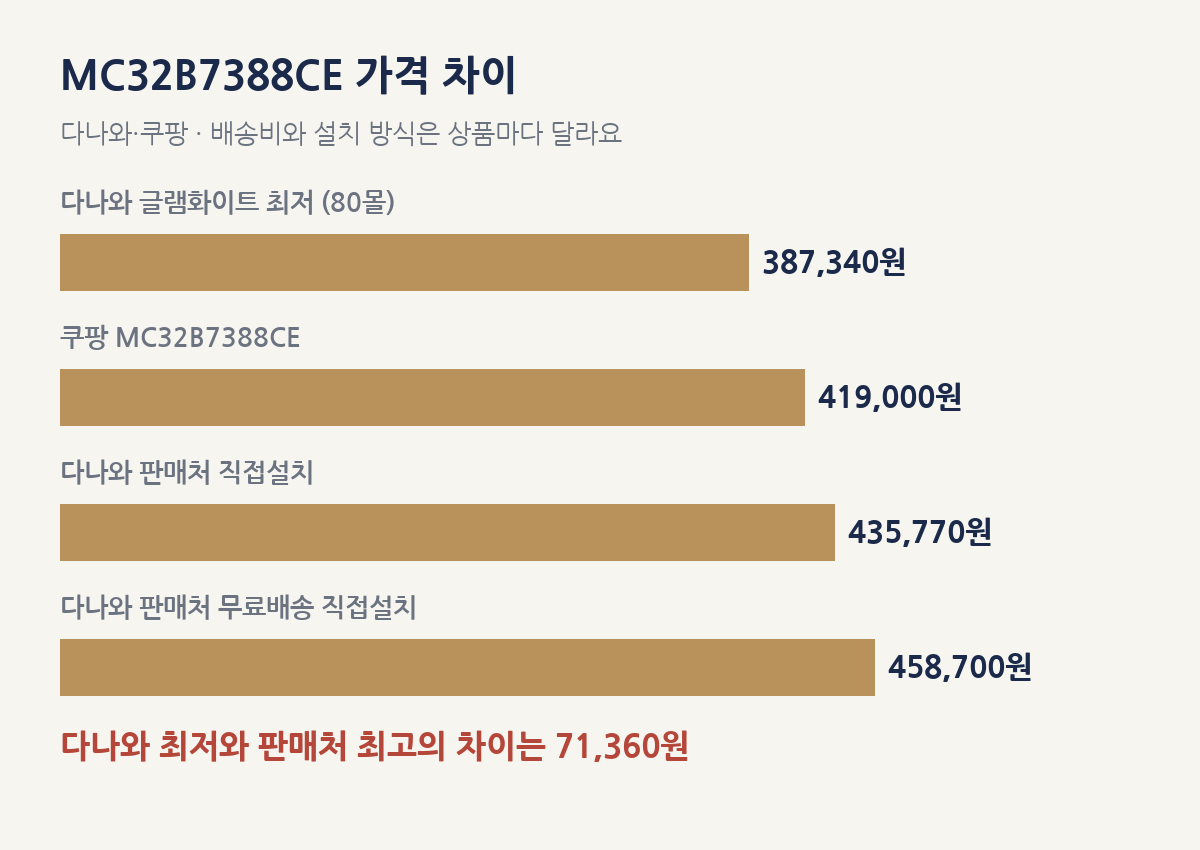 MC32B7388CE 가격 차이
다나와·쿠팡 · 배송비와 설치 방식은 상품마다 달라요
다나와 글램화이트 최저 (80몰)
387,340원
쿠팡 MC32B7388CE
419,000원
다나와 판매처 직접설치
435,770원
다나와 판매처 무료배송 직접설치
458,700원
다나와 최저와 판매처 최고의 차이는 71,360원